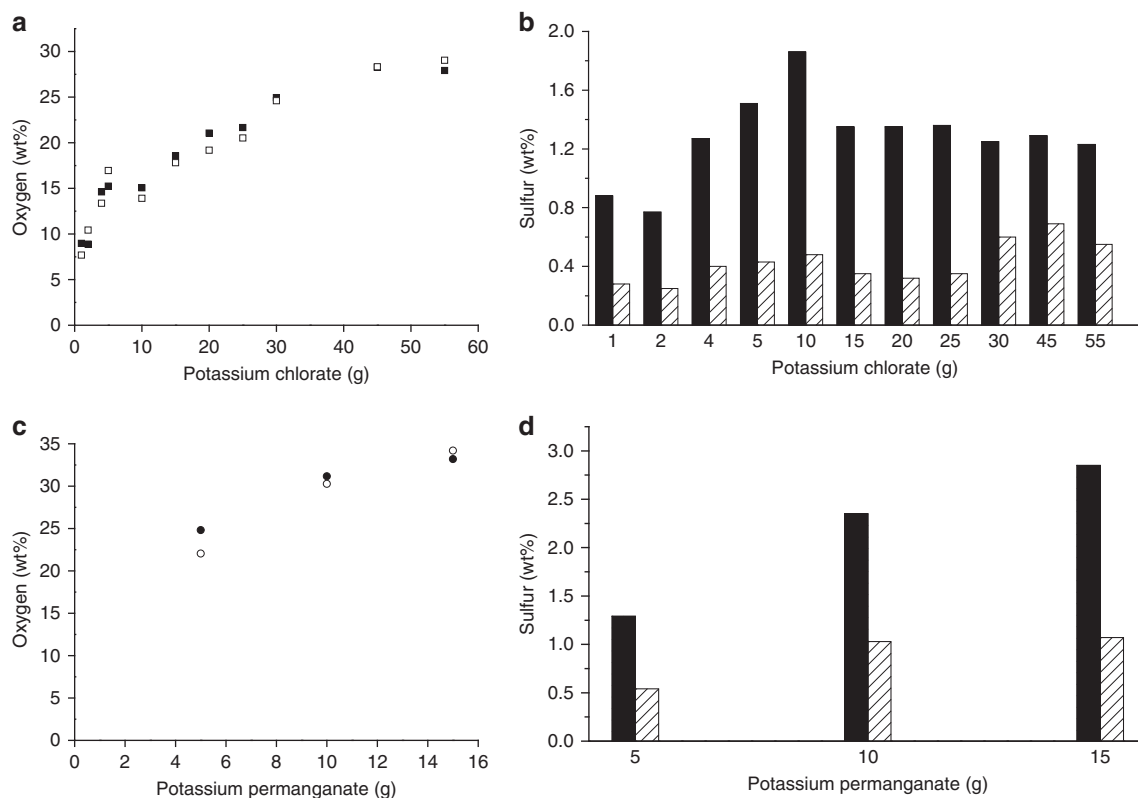 a
30
25
20
15
10
5
0
Oxygen (wt%)
0 10 20 30 40 50 60
Potassium chlorate (g)
b
2.0
1.6
1.2
0.8
0.4
0.0
Sulfur (wt%)
1 2 4 5 10 15 20 25 30 45 55
Potassium chlorate (g)
c
35
30
25
20
15
10
5
0
Oxygen (wt%)
0 2 4 6 8 10 12 14 16
Potassium permanganate (g)
d
3.0
2.5
2.0
1.5
1.0
0.5
0.0
Sulfur (wt%)
5 10 15
Potassium permanganate (g)